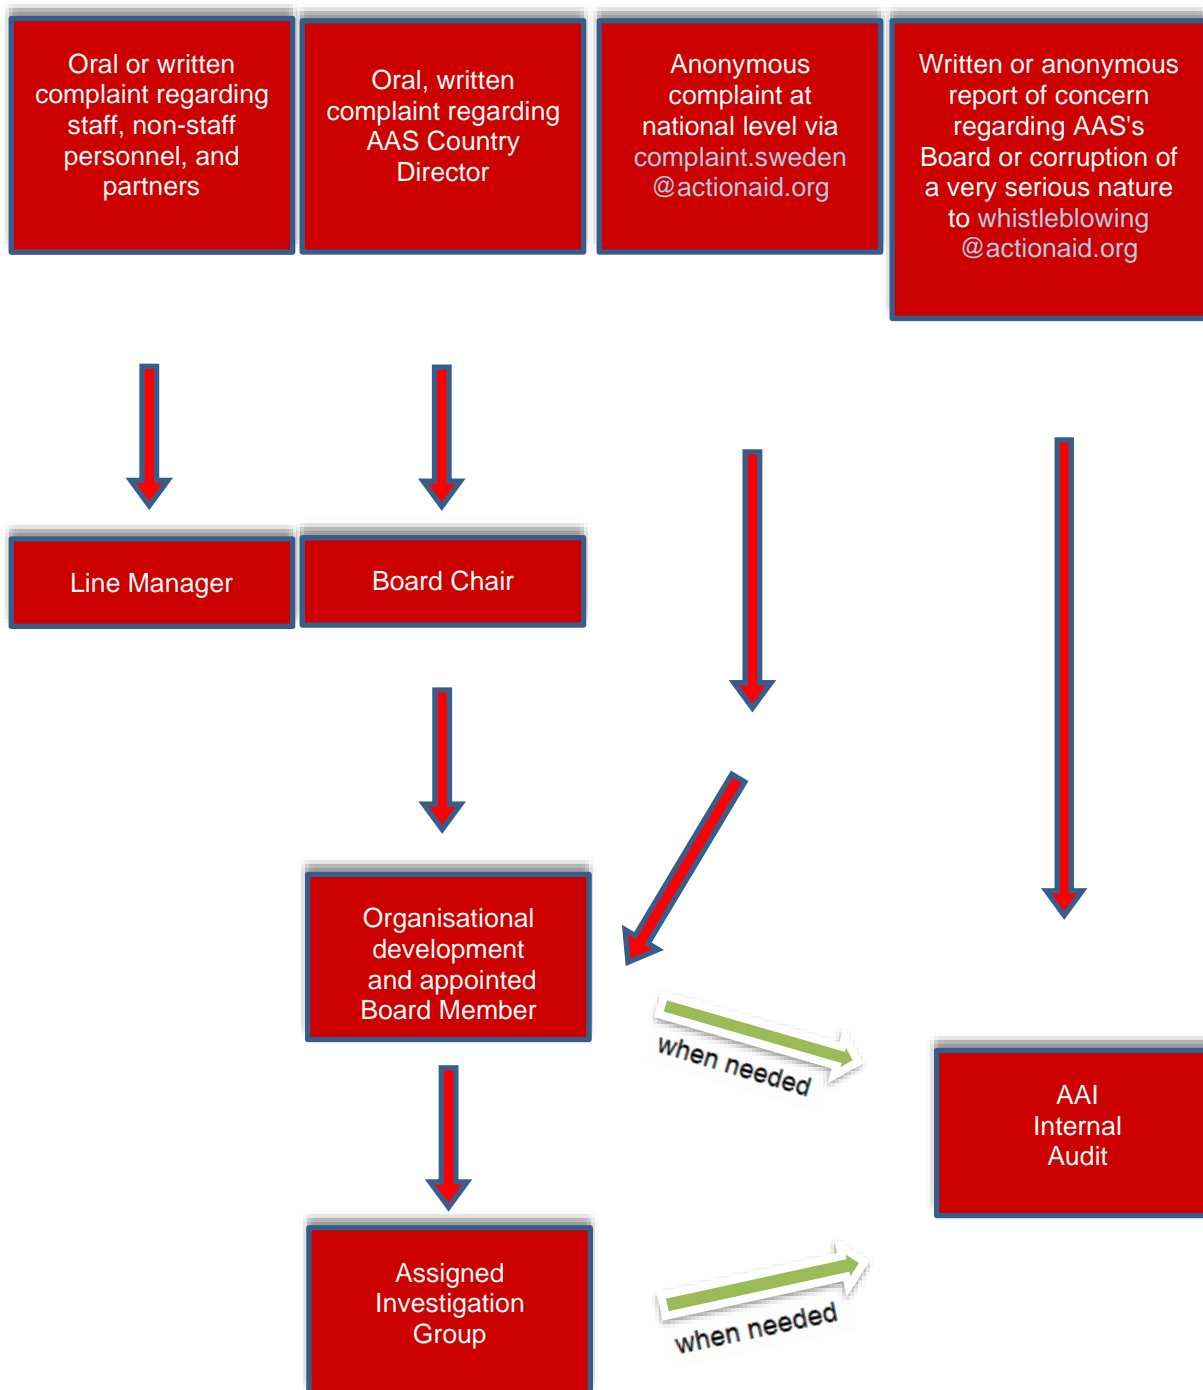 Oral or written
complaint regarding
staff, non-staff
personnel, and
partners
Oral, written
complaint regarding
AAS Country
Director
Anonymous
complaint at
national level via
complaint.sweden
@actionaid.org
Written or anonymous
report of concern
regarding AAS's
Board or corruption of
a very serious nature
to whistleblowing
@actionaid.org
Line Manager
Board Chair
Organisational
development
and appointed
Board Member
when needed
AAI
Internal
Audit
Assigned
Investigation
Group
when needed